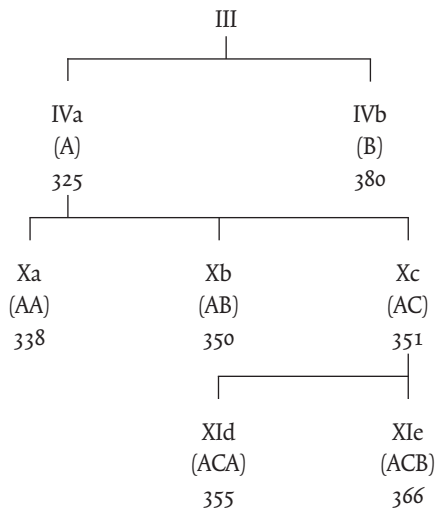 III
IVa IVb
(A) (B)
325 380
Xa Xb Xc
(AA) (AB) (AC)
338 350 351
XId XIe
(ACA) (ACB)
355 366